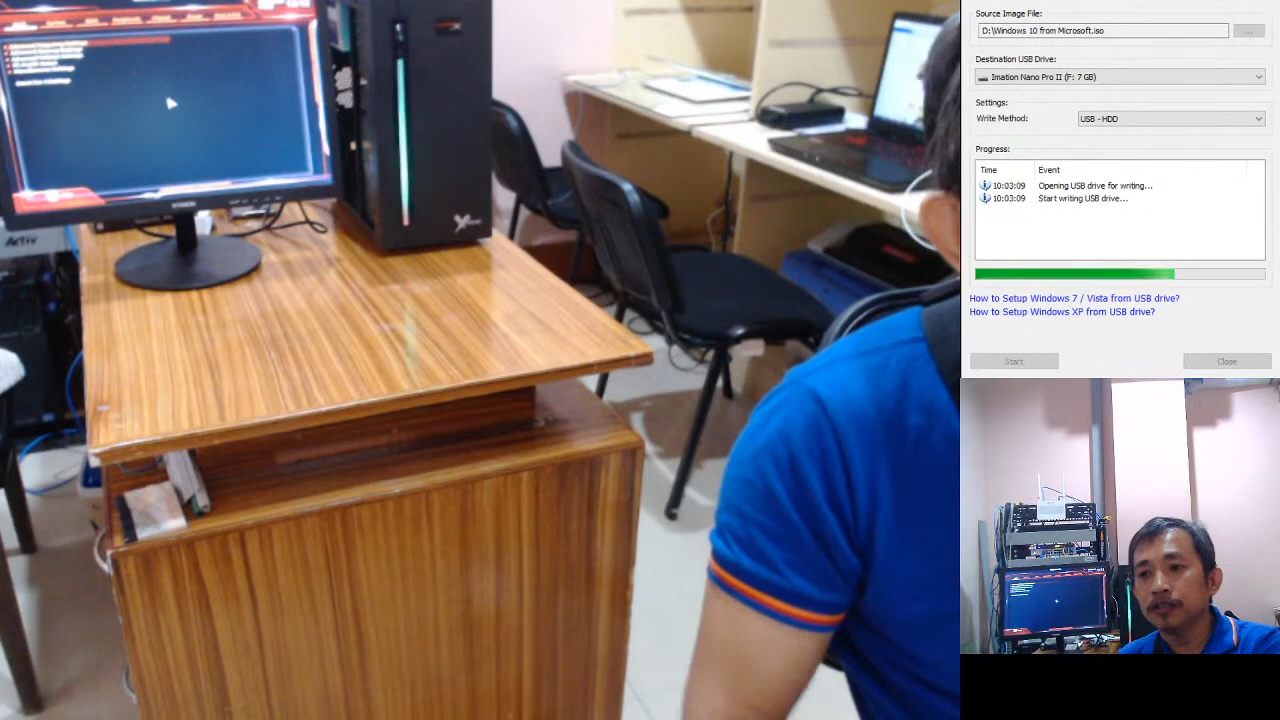 Source Image File:
D:\Windows 10 from Microsoft.iso
...
Destination USB Drive:
Imation Nano Pro II (F: 7 GB)
Settings:
Write Method:
USB - HDD
Progress:
Time Event
10:03:09 Opening USB drive for writing...
10:03:09 Start writing USB drive...
How to Setup Windows 7 / Vista from USB drive?
How to Setup Windows XP from USB drive?
Start Close
Activ